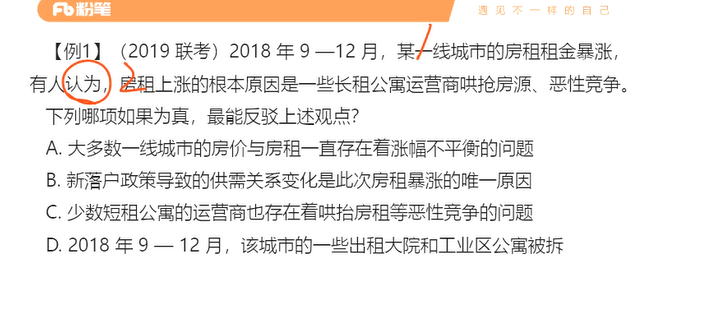 粉笔
遇见不一样的自己
【例1】（2019 联考）2018 年 9 —12 月，某一线城市的房租租金暴涨，
有人认为，房租上涨的根本原因是一些长租公寓运营商哄抢房源、恶性竞争。
下列哪项如果为真，最能反驳上述观点？
A. 大多数一线城市的房价与房租一直存在着涨幅不平衡的问题
B. 新落户政策导致的供需关系变化是此次房租暴涨的唯一原因
C. 少数短租公寓的运营商也存在着哄抬房租等恶性竞争的问题
D. 2018 年 9 — 12 月，该城市的一些出租大院和工业区公寓被拆